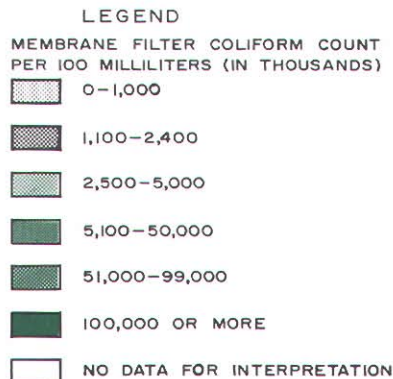 LEGEND
MEMBRANE FILTER COLIFORM COUNT
PER 100 MILLILITERS (IN THOUSANDS)
0-1,000
1,100-2,400
2,500-5,000
5,100-50,000
51,000-99,000
100,000 OR MORE
NO DATA FOR INTERPRETATION